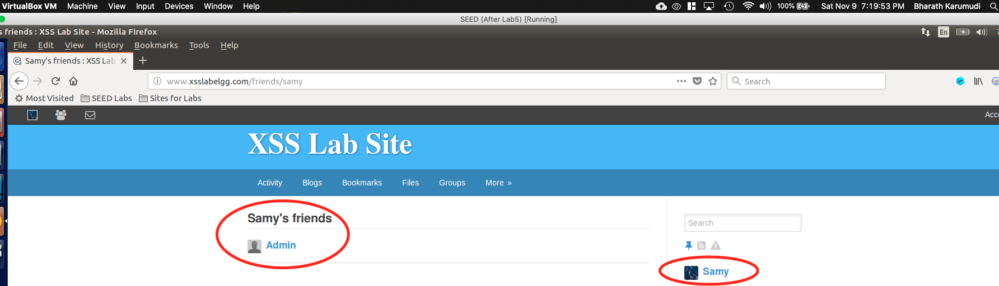 VirtualBox VM Machine View Input Devices Window Help 100% Sat Nov 9 7:19:53 PM Bharath Karumudi
SEED (After Lab5) [Running]
s friends : XSS Lab Site - Mozilla Firefox En 7
File Edit View History Bookmarks Tools Help
Samy's friends : XSS Lab
www.xsslabelgg.com/friends/samy Search
Most Visited SEED Labs Sites for Labs
Acc
XSS Lab Site
Activity Blogs Bookmarks Files Groups More »
Samy's friends
Search
Admin
Samy